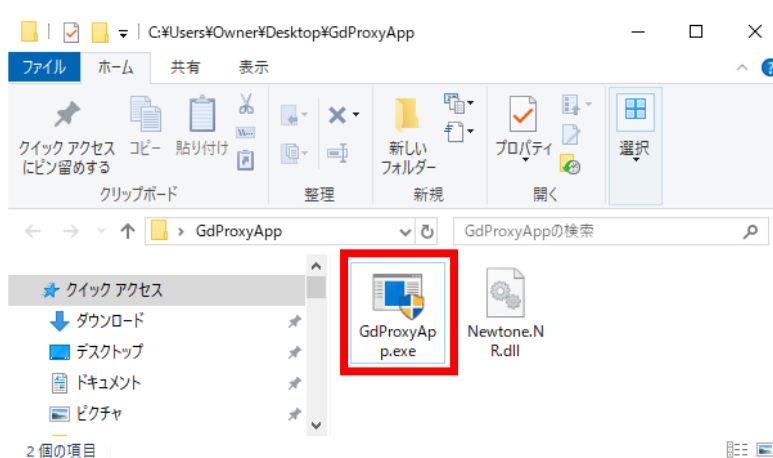 C:¥Users¥Owner¥Desktop¥GdProxyApp
ファイル ホーム 共有 表示
クイック アクセス
にピン留めする
コピー
貼り付け
新しい
フォルダー
プロパティ
選択
クリップボード
整理
新規
開く
GdProxyApp
GdProxyAppの検索
クイック アクセス
ダウンロード
デスクトップ
ドキュメント
ピクチャ
GdProxyAp
p.exe
Newtone.N
R.dll
2 個の項目